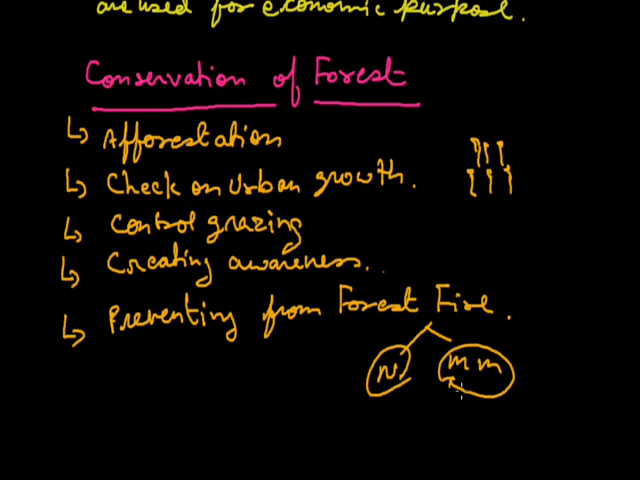 are used for economic purpose.
Conservation of Forest
↳ Afforestation
↳ Check on Urban growth.
↳ Control grazing
↳ Creating awareness.
↳ Preventing from Forest Fire.
N. mm